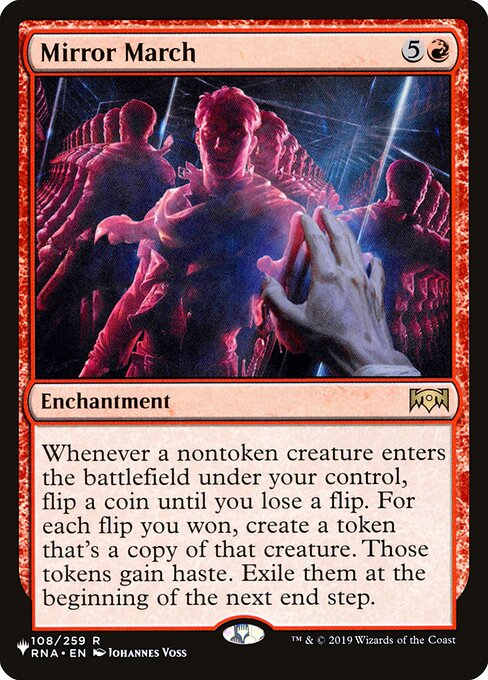 Mirror March 5
Enchantment
Whenever a nontoken creature enters
the battlefield under your control,
flip a coin until you lose a flip. For
each flip you won, create a token
that's a copy of that creature. Those
tokens gain haste. Exile them at the
beginning of the next end step.
108/259 R
RNA • EN Johannes Voss
™ & © 2019 Wizards of the Coast